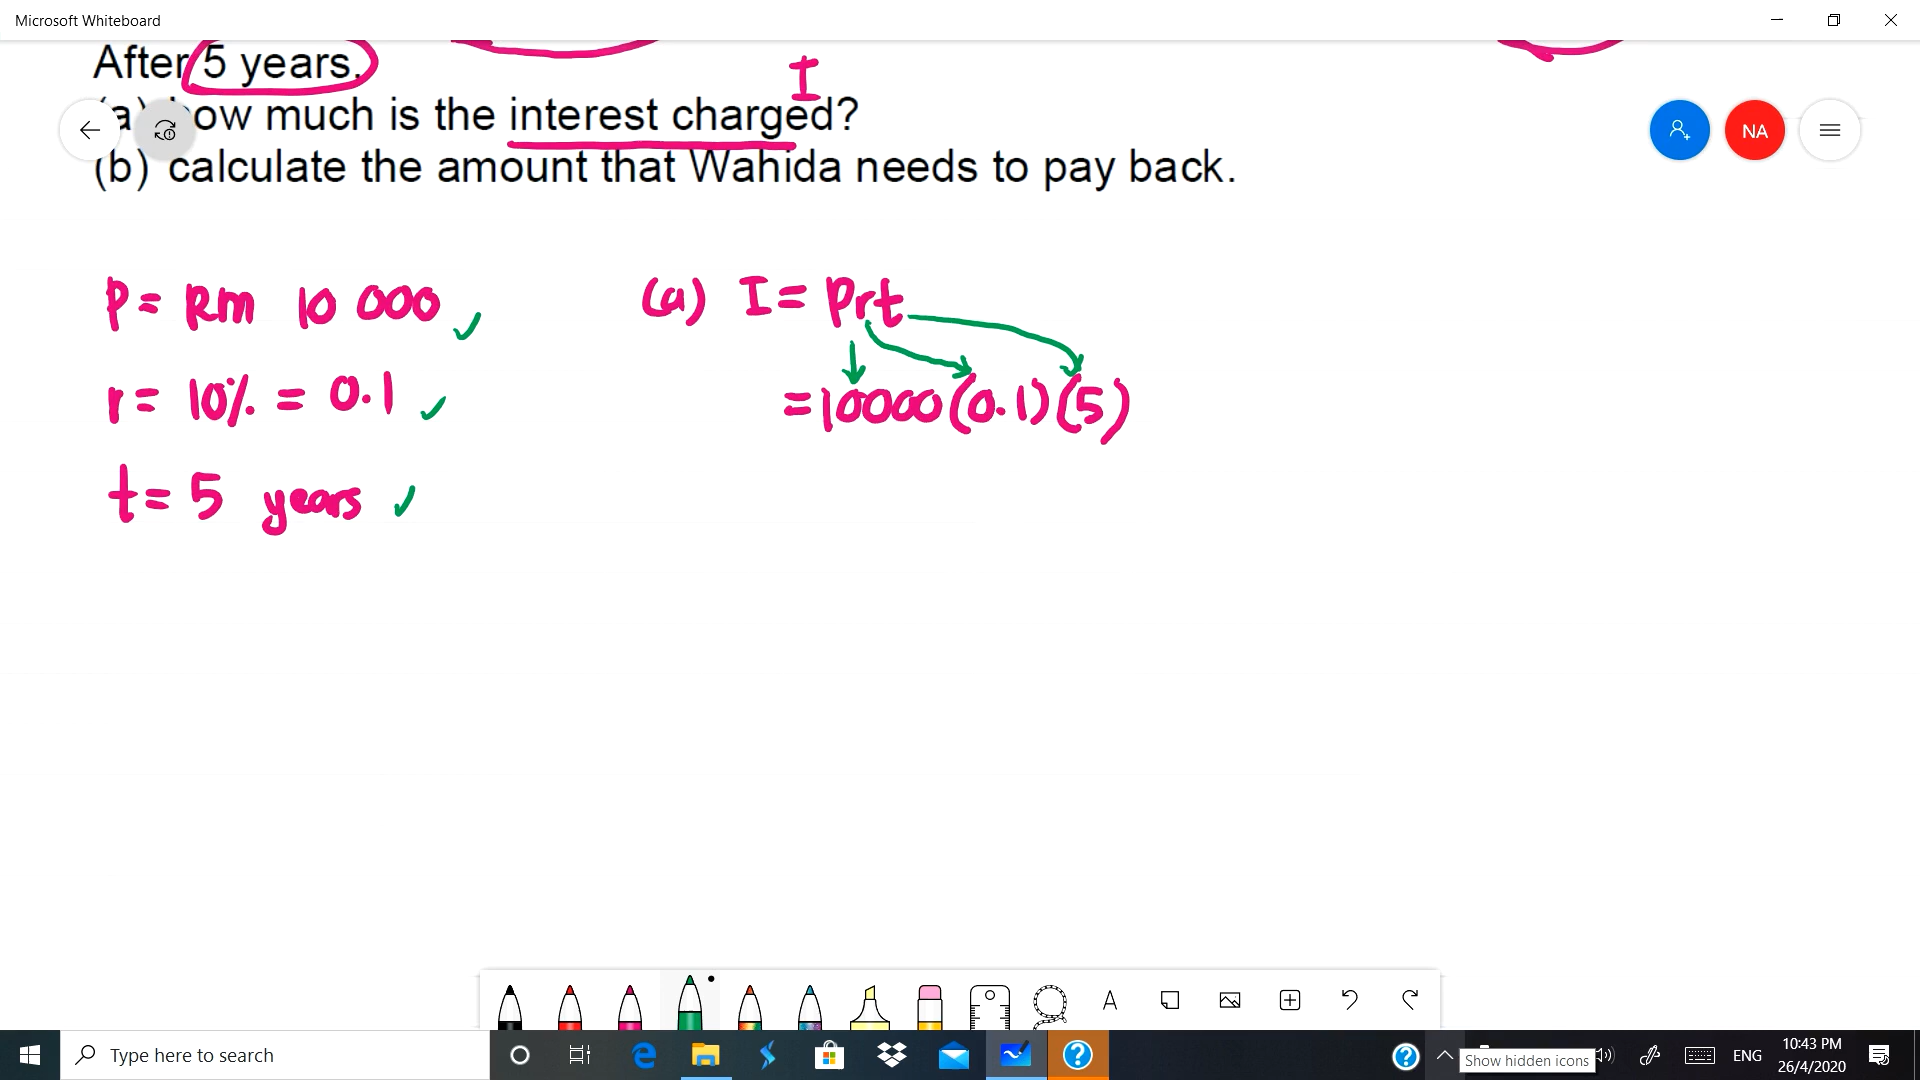 Microsoft Whiteboard
After 5 years.
I
a) how much is the interest charged?
(b) calculate the amount that Wahida needs to pay back.
NA
P = Rm 10 000
(a) I = Prt
r = 10% = 0.1
= 10000(0.1)(5)
t = 5 years
Type here to search
ENG
10:43 PM
26/4/2020
Show hidden icons